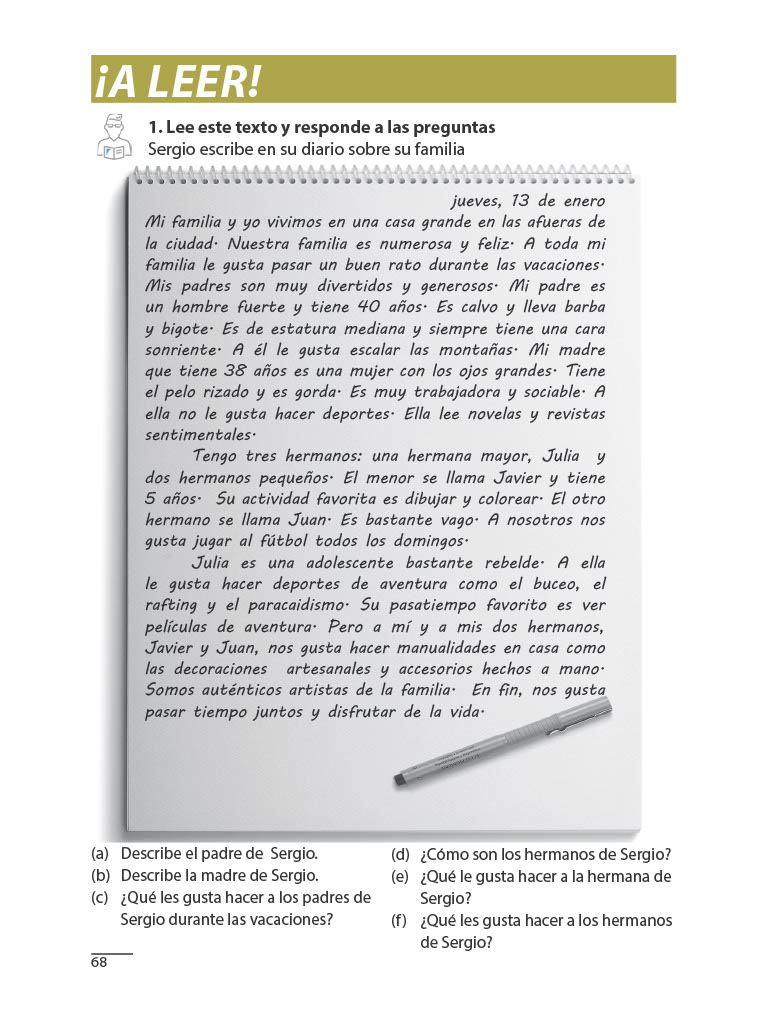 ¡A LEER!
1. Lee este texto y responde a las preguntas
Sergio escribe en su diario sobre su familia
jueves, 13 de enero
Mi familia y yo vivimos en una casa grande en las afueras de
la ciudad. Nuestra familia es numerosa y feliz. A toda mi
familia le gusta pasar un buen rato durante las vacaciones.
Mis padres son muy divertidos y generosos. Mi padre es
un hombre fuerte y tiene 40 años. Es calvo y lleva barba
y bigote. Es de estatura mediana y siempre tiene una cara
sonriente. A él le gusta escalar las montañas. Mi madre
que tiene 38 años es una mujer con los ojos grandes. Tiene
el pelo rizado y es gorda. Es muy trabajadora y sociable. A
ella no le gusta hacer deportes. Ella lee novelas y revistas
sentimentales.
Tengo tres hermanos: una hermana mayor, Julia y
dos hermanos pequeños. El menor se llama Javier y tiene
5 años. Su actividad favorita es dibujar y colorear. El otro
hermano se llama Juan. Es bastante vago. A nosotros nos
gusta jugar al fútbol todos los domingos.
Julia es una adolescente bastante rebelde. A ella
le gusta hacer deportes de aventura como el buceo, el
rafting y el paracaidismo. Su pasatiempo favorito es ver
películas de aventura. Pero a mí y a mis dos hermanos,
Javier y Juan, nos gusta hacer manualidades en casa como
las decoraciones artesanales y accesorios hechos a mano.
Somos auténticos artistas de la familia. En fin, nos gusta
pasar tiempo juntos y disfrutar de la vida.
(a) Describe el padre de Sergio.
(b) Describe la madre de Sergio.
(c) ¿Qué les gusta hacer a los padres de
Sergio durante las vacaciones?
(d) ¿Cómo son los hermanos de Sergio?
(e) ¿Qué le gusta hacer a la hermana de
Sergio?
(f) ¿Qué les gusta hacer a los hermanos
de Sergio?
68